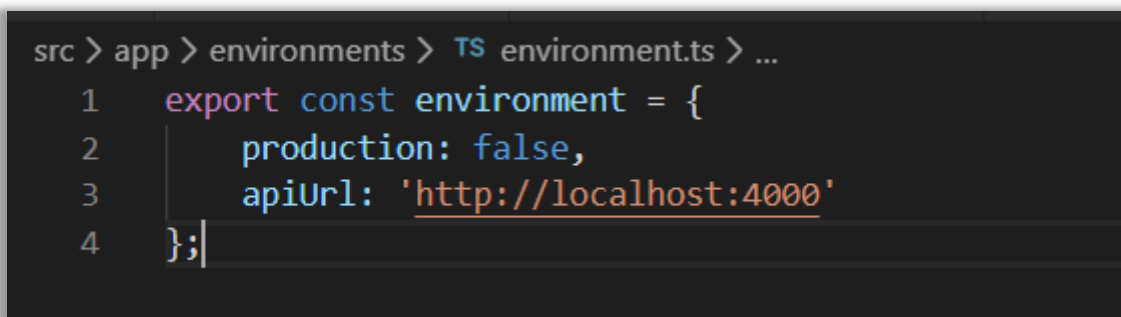 src > app > environments > TS environment.ts > ...
1 export const environment = {
2     production: false,
3     apiUrl: 'http://localhost:4000'
4 };